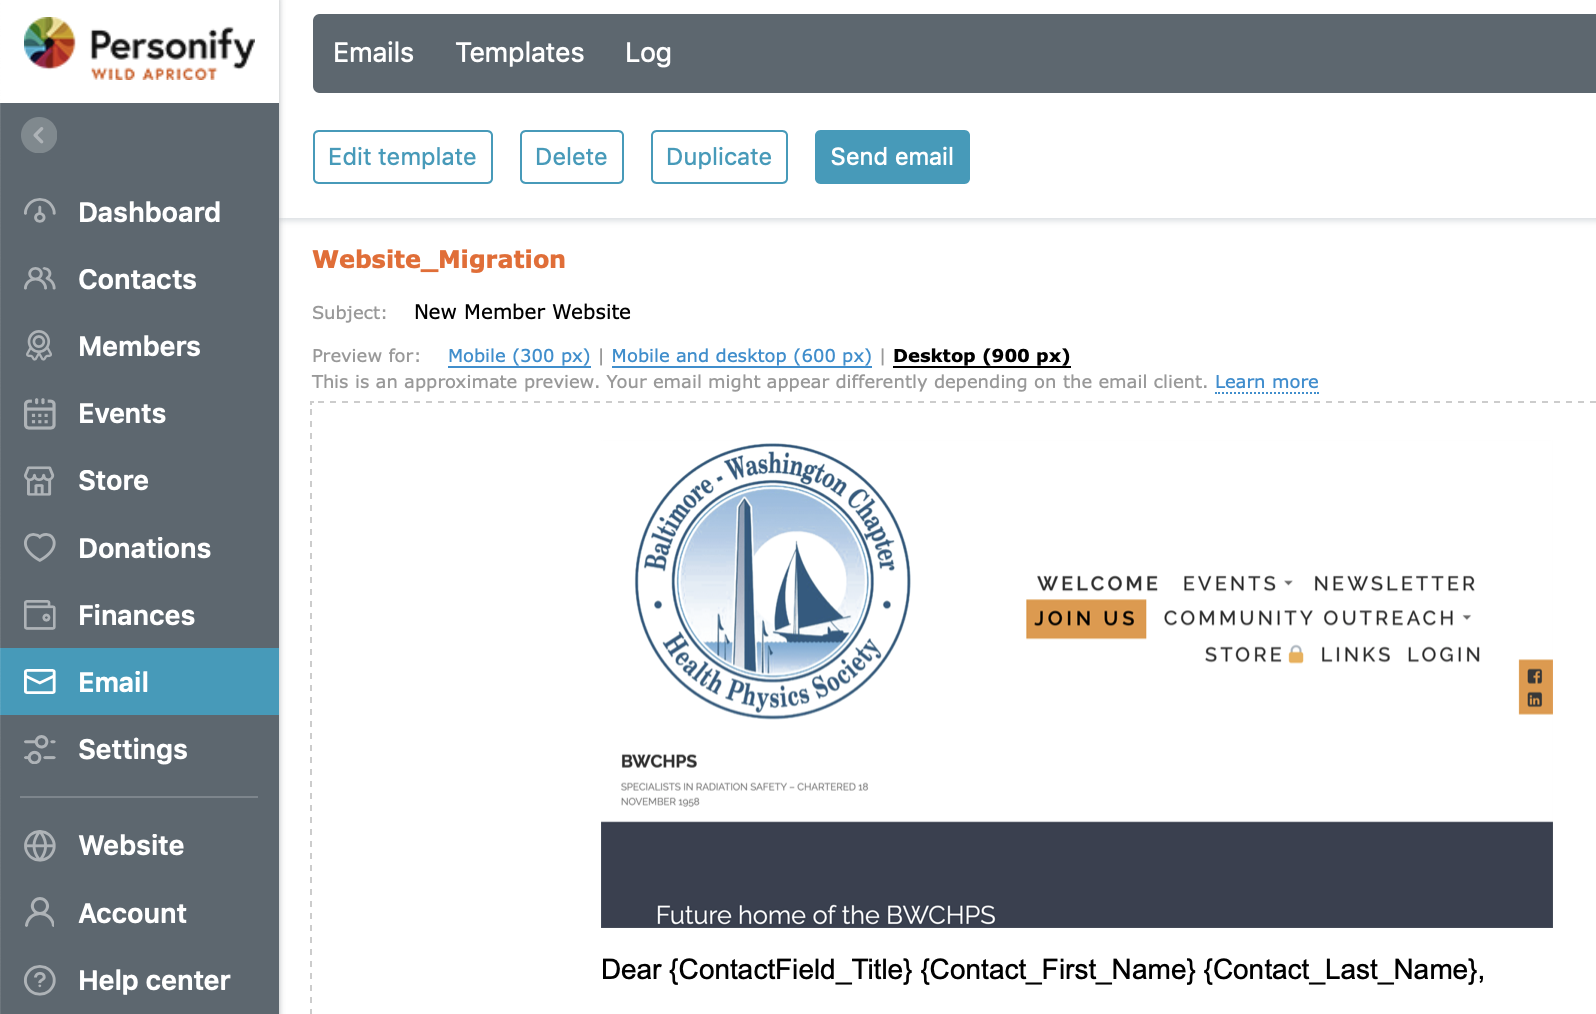 Personify
WILD APRICOT
Emails Templates Log
Edit template Delete Duplicate Send email
Dashboard
Contacts
Members
Events
Store
Donations
Finances
Email
Settings
Website
Account
Help center
Website_Migration
Subject: New Member Website
Preview for: Mobile (300 px) | Mobile and desktop (600 px) | Desktop (900 px)
This is an approximate preview. Your email might appear differently depending on the email client. Learn more
Baltimore - Washington Chapter
Health Physics Society
WELCOME EVENTS NEWSLETTER
JOIN US COMMUNITY OUTREACH
STORE LINKS LOGIN
BWCHPS
SPECIALISTS IN RADIATION SAFETY – CHARTERED 18
NOVEMBER 1958
Future home of the BWCHPS
Dear {ContactField_Title} {Contact_First_Name} {Contact_Last_Name},